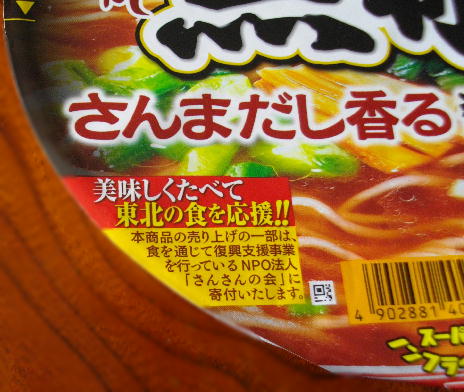 さんまだし香る
美味しくたべて
東北の食を応援!!
本商品の売り上げの一部は、
食を通じて復興支援事業
を行っているNPO法人
「さんさんの会」に
寄付いたします。
4 902881 40